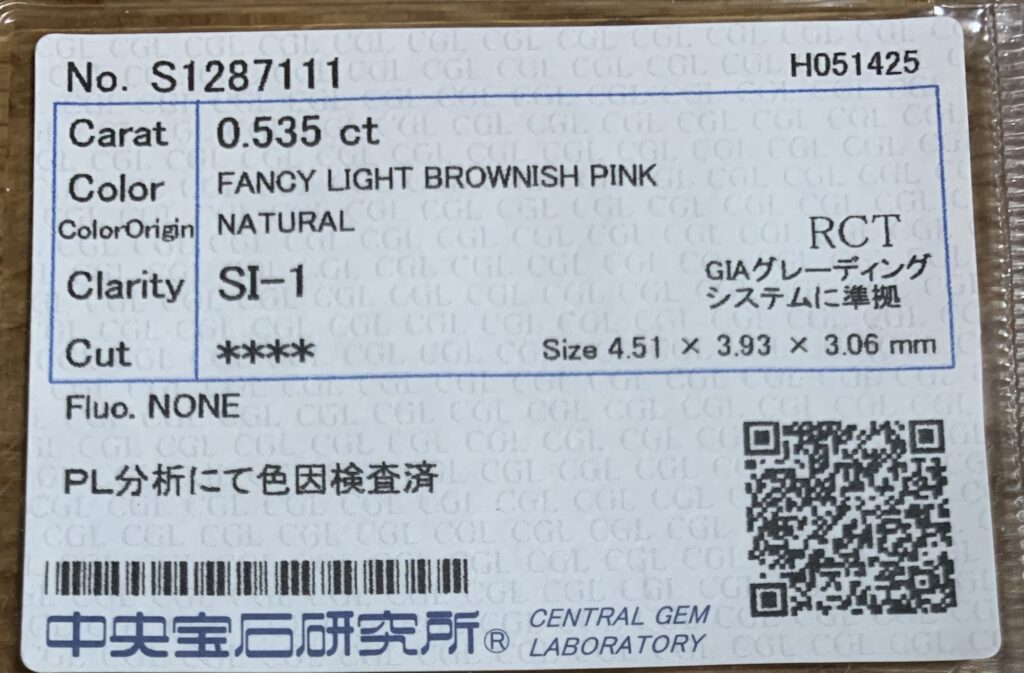 No. S1287111
H051425
Carat 0.535 ct
Color FANCY LIGHT BROWNISH PINK
ColorOrigin NATURAL
RCT
Clarity SI-1
GIAグレーディング
システムに準拠
Cut ****
Size 4.51 × 3.93 × 3.06 mm
Fluo. NONE
PL分析にて色因検査済
中央宝石研究所®
CENTRAL GEM
LABORATORY